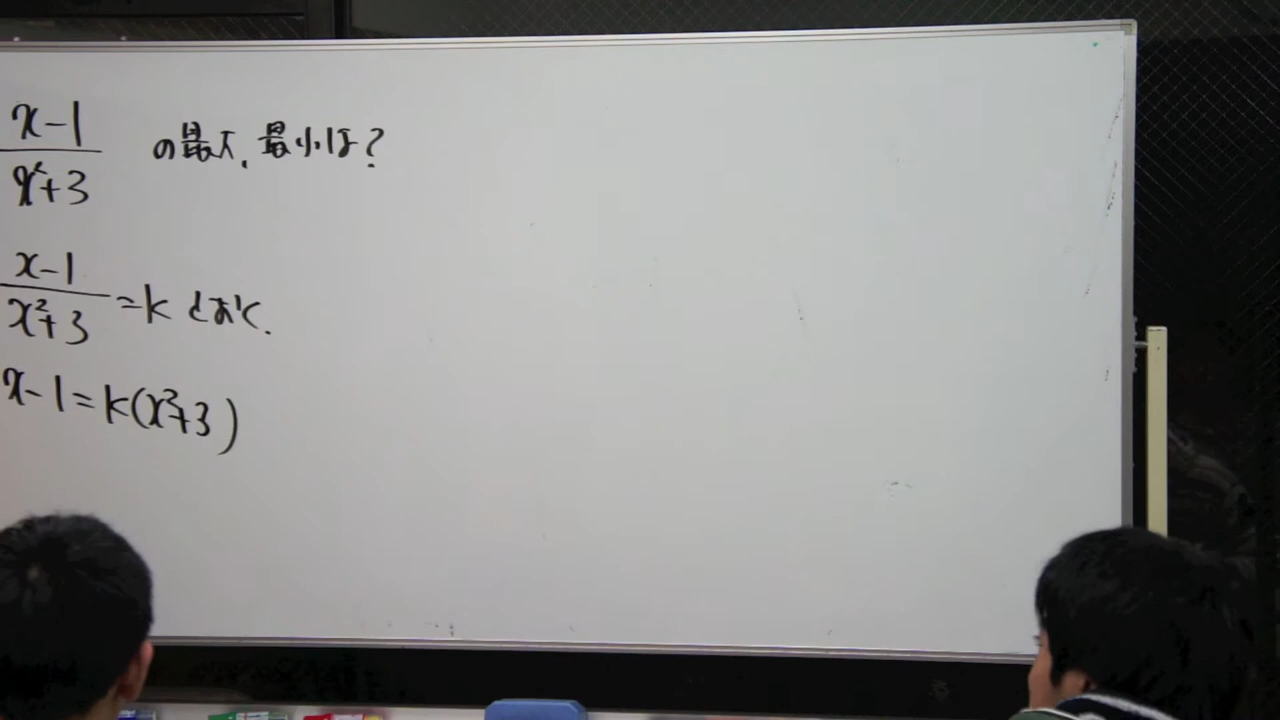 x-1/x²+3 の最大、最小は?
x-1/x²+3 =k とおく.
x-1=k(x²+3)